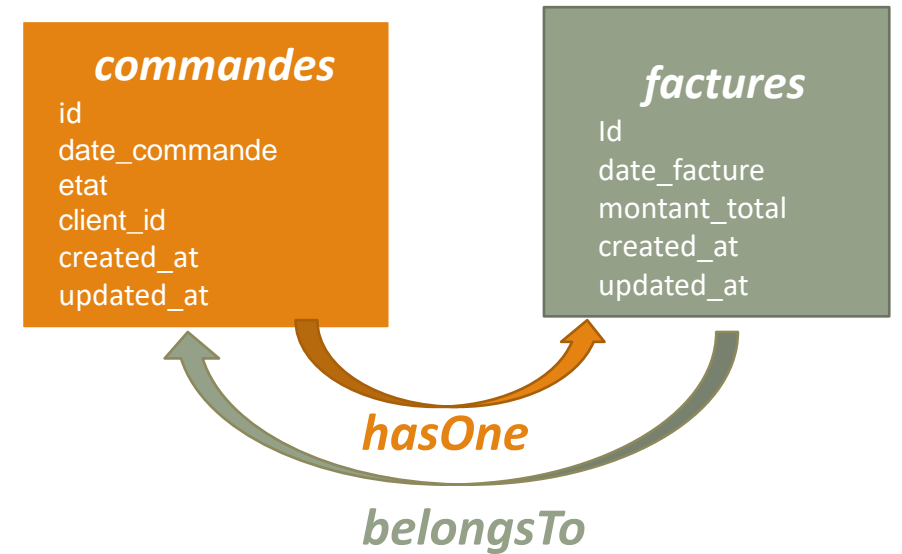 commandes
id
date_commande
etat
client_id
created_at
updated_at
factures
Id
date_facture
montant_total
created_at
updated_at
hasOne
belongsTo